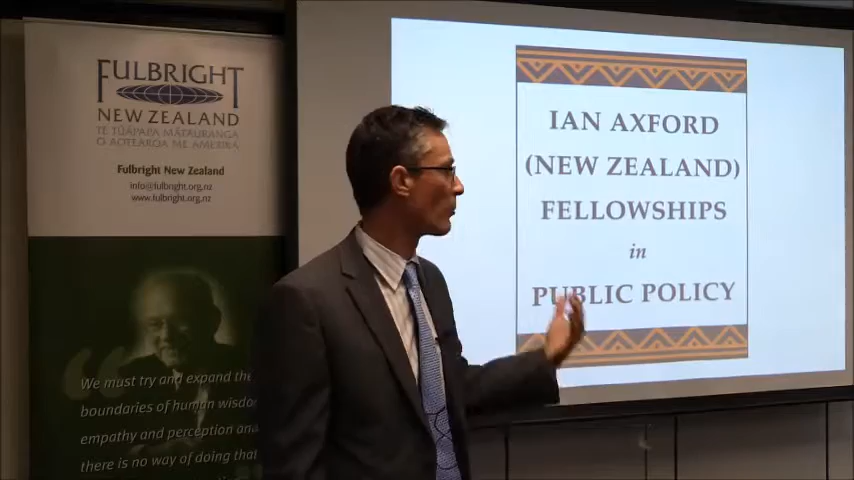 FULBRIGHT
NEW ZEALAND
TE TŪĀPAPA MĀTAURANGA
O AOTEAROA ME AMERIKA
Fulbright New Zealand
info@fulbright.org.nz
www.fulbright.org.nz
IAN AXFORD
(NEW ZEALAND)
FELLOWSHIPS
in
PUBLIC POLICY
“
We must try and expand the
boundaries of human wisdom
empathy and perception, and
there is no way of doing that